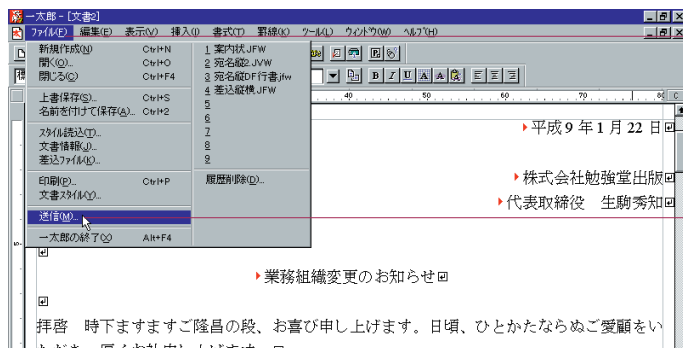 一太郎 - [文書2]
ファイル(F) 編集(E) 表示(V) 挿入(I) 書式(T) 罫線(K) ツール(L) ウィンドウ(W) ヘルプ(H)
新規作成(N) Ctrl+N
開く(O)... Ctrl+O
閉じる(C) Ctrl+F4
上書保存(S)... Ctrl+S
名前を付けて保存(A)... Ctrl+2
スタイル読込(T)...
文書情報(J)...
差込ファイル(K)...
印刷(P)... Ctrl+P
文書スタイル(Y)...
送信(M)...
一太郎の終了(X) Alt+F4
1 案内状.JFW
2 宛名縦2.JVW
3 宛名縦DF行書.jfw
4 差込縦横.JFW
5
6
7
8
9
履歴削除(D)...
B I U A A
40 50 60 70 80
平成 9 年 1 月 22 日
株式会社勉強堂出版
代表取締役 生駒秀知
業務組織変更のお知らせ
拝啓 時下ますますご隆昌の段、お喜び申し上げます。日頃、ひとかたならぬご愛顧をい